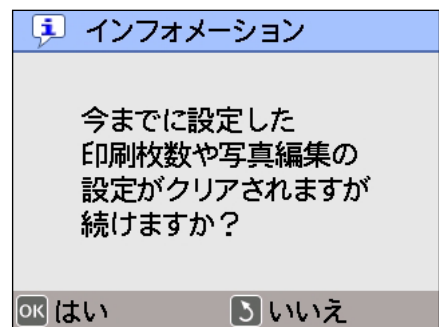 インフォメーション
今までに設定した
印刷枚数や写真編集の
設定がクリアされますが
続けますか？
OK はい いいえ